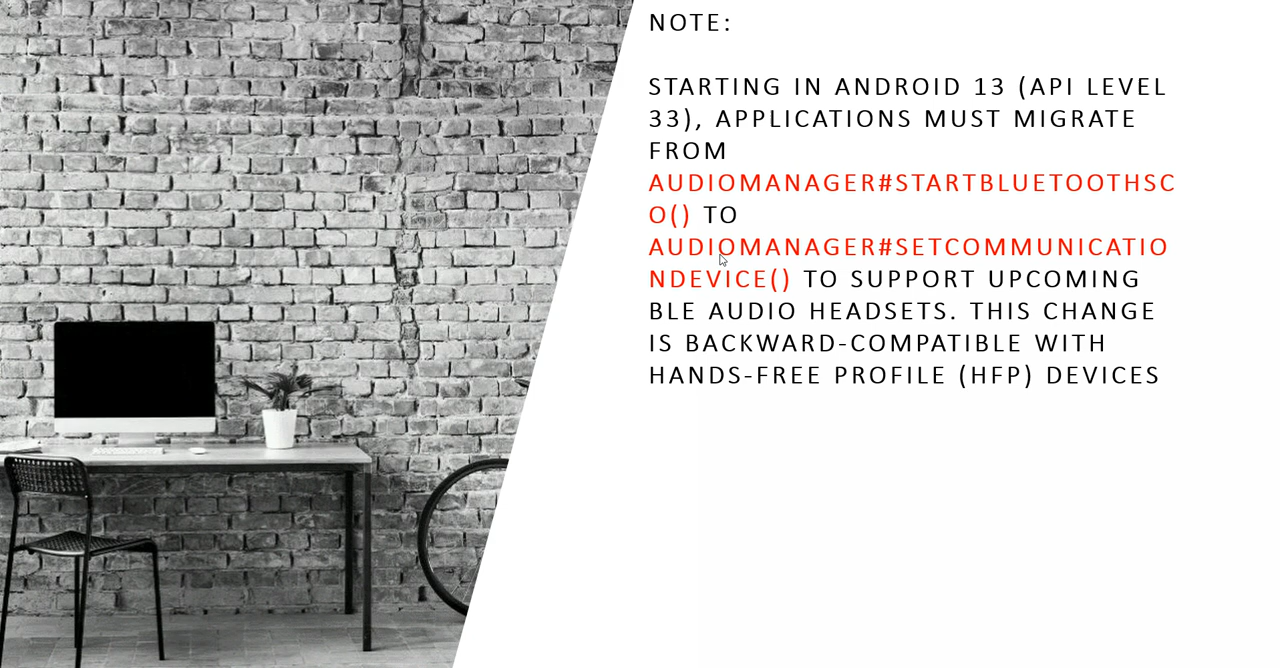 NOTE:
STARTING IN ANDROID 13 (API LEVEL
33), APPLICATIONS MUST MIGRATE
FROM
AUDIOMANAGER#STARTBLUETOOTHSC
O() TO
AUDIOMANAGER#SETCOMMUNICATIO
NDEVICE() TO SUPPORT UPCOMING
BLE AUDIO HEADSETS. THIS CHANGE
IS BACKWARD-COMPATIBLE WITH
HANDS-FREE PROFILE (HFP) DEVICES